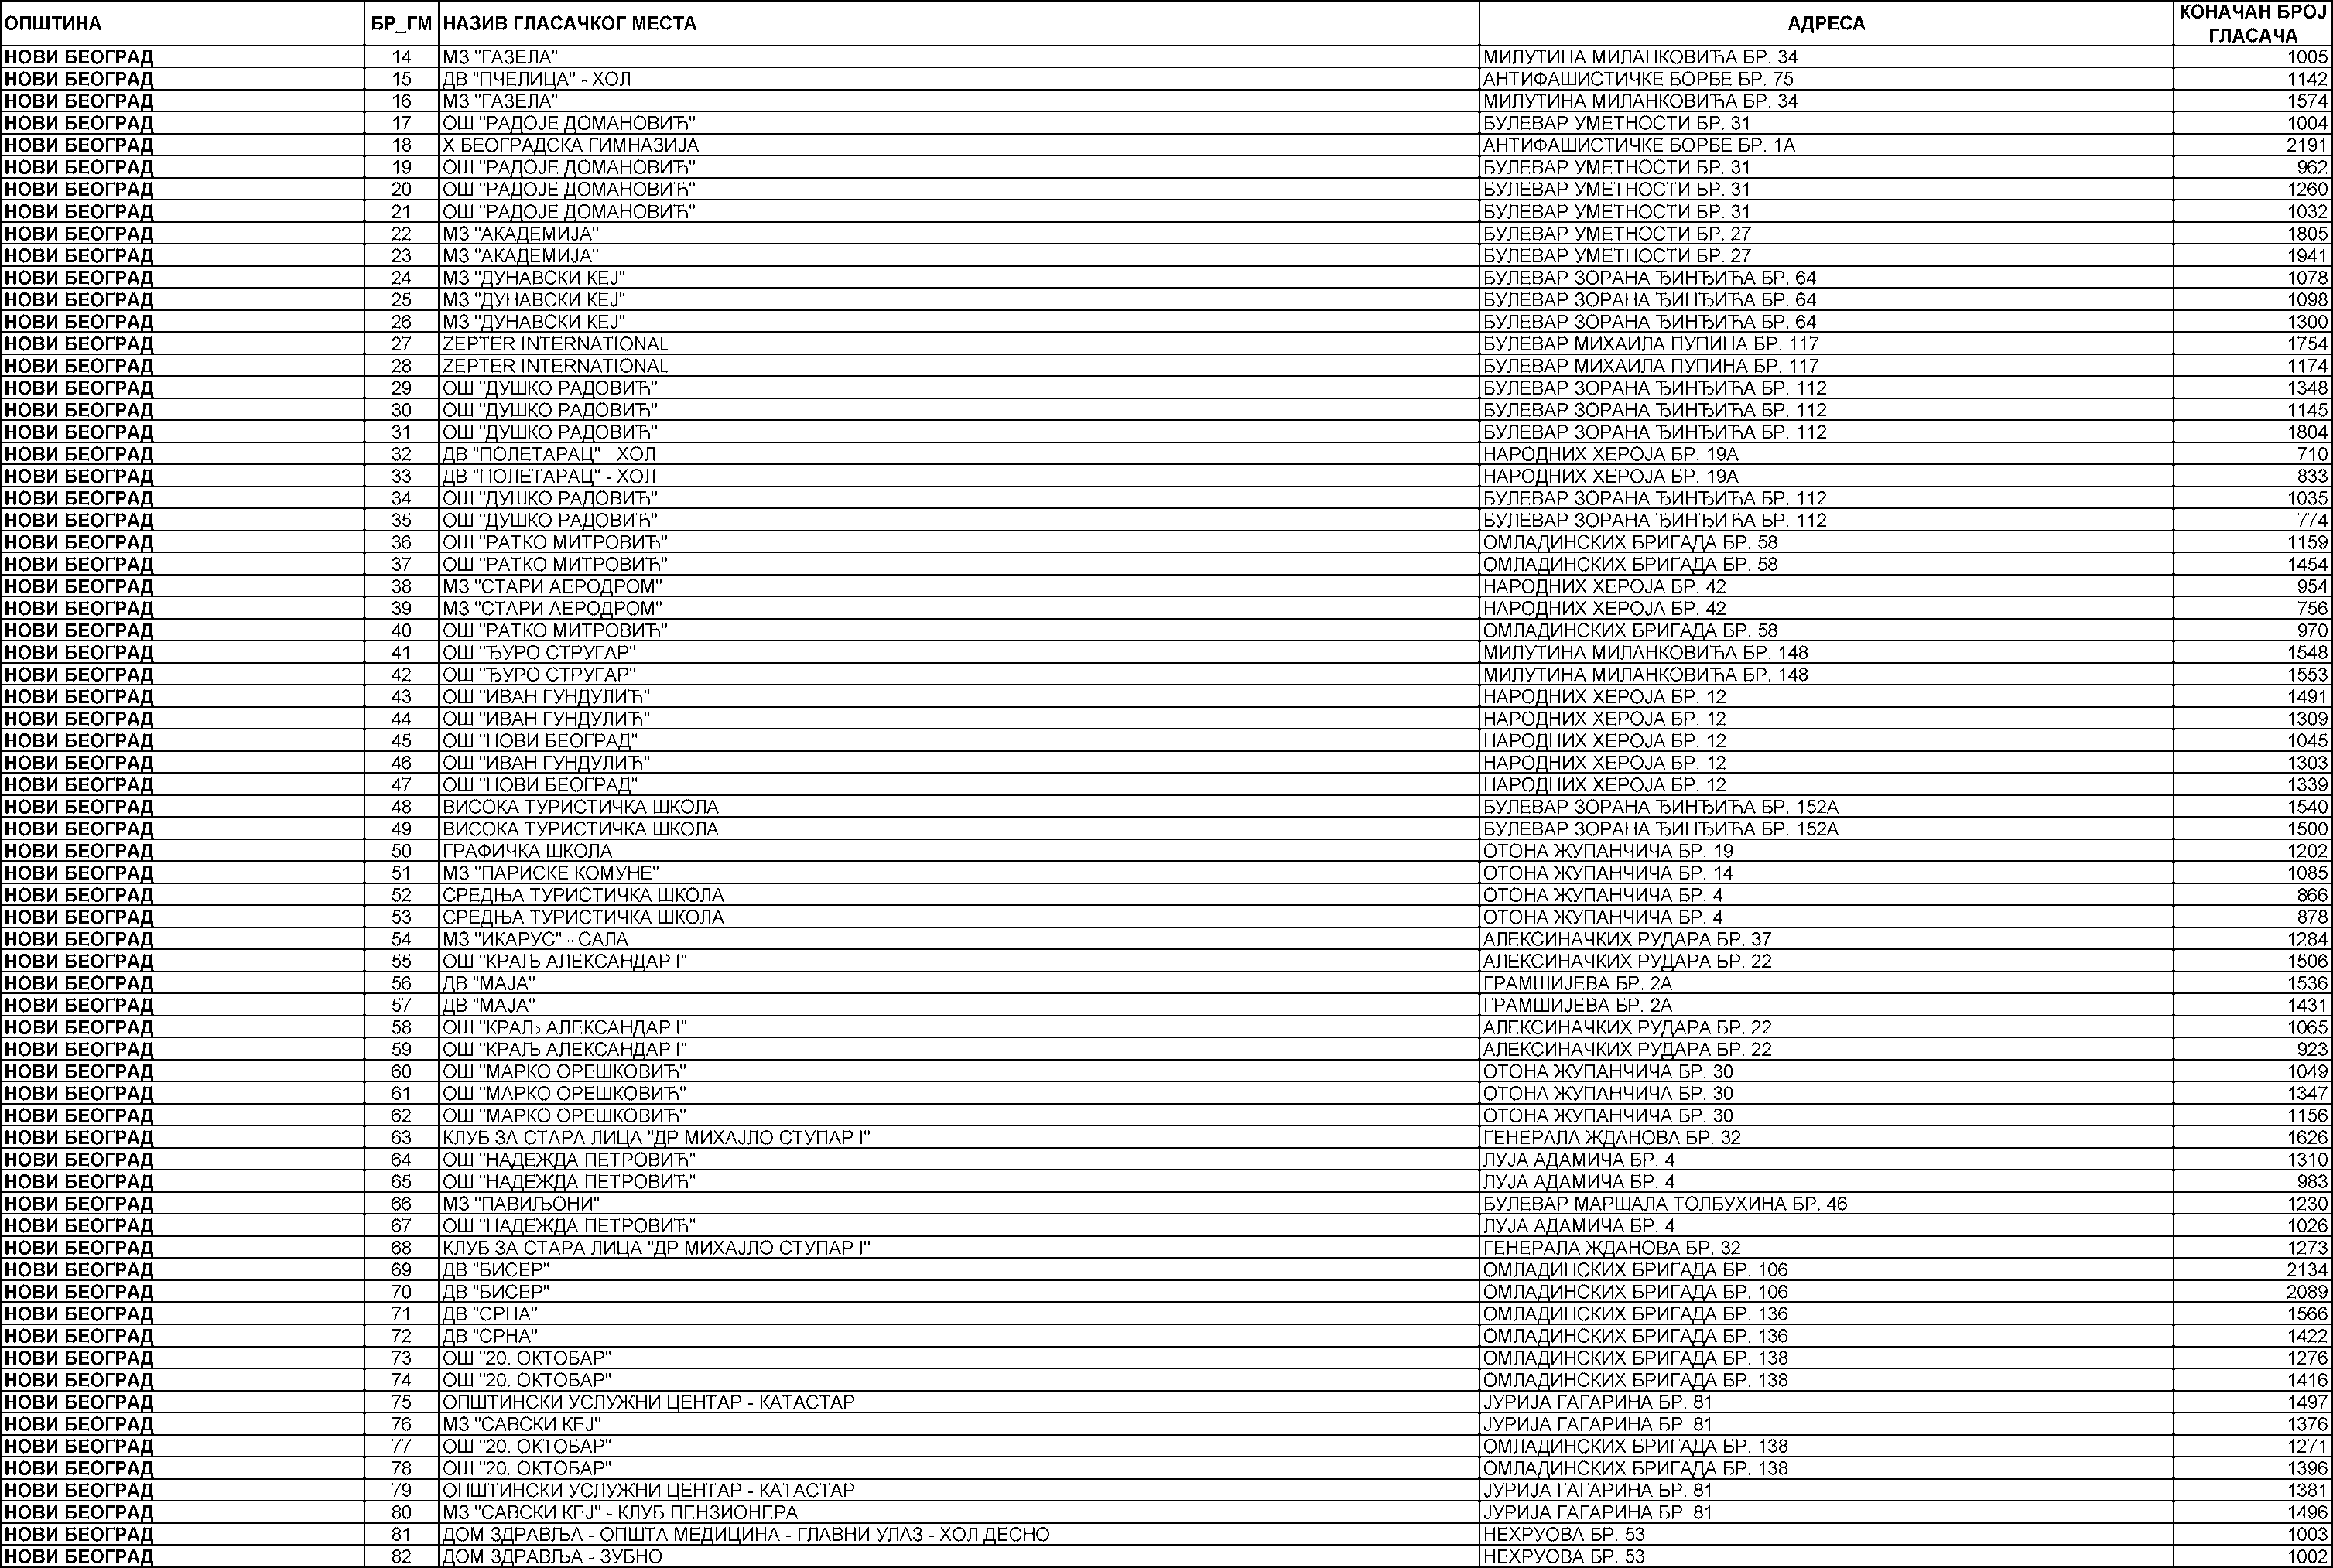 ОПШТИНА БР_ГМ НАЗИВ ГЛАСАЧКОГ МЕСТА АДРЕСА КОНАЧАН БРОЈ ГЛАСАЧА
НОВИ БЕОГРАД 14 МЗ "ГАЗЕЛА" МИЛУТИНА МИЛАНКОВИЋА БР. 34 1005
НОВИ БЕОГРАД 15 ДВ "ПЧЕЛИЦА" - ХОЛ АНТИФАШИСТИЧКЕ БОРБЕ БР. 75 1142
НОВИ БЕОГРАД 16 МЗ "ГАЗЕЛА" МИЛУТИНА МИЛАНКОВИЋА БР. 34 1574
НОВИ БЕОГРАД 17 ОШ "РАДОЈЕ ДОМАНОВИЋ" БУЛЕВАР УМЕТНОСТИ БР. 31 1004
НОВИ БЕОГРАД 18 X БЕОГРАДСКА ГИМНАЗИЈА АНТИФАШИСТИЧКЕ БОРБЕ БР. 1А 2191
НОВИ БЕОГРАД 19 ОШ "РАДОЈЕ ДОМАНОВИЋ" БУЛЕВАР УМЕТНОСТИ БР. 31 962
НОВИ БЕОГРАД 20 ОШ "РАДОЈЕ ДОМАНОВИЋ" БУЛЕВАР УМЕТНОСТИ БР. 31 1260
НОВИ БЕОГРАД 21 ОШ "РАДОЈЕ ДОМАНОВИЋ" БУЛЕВАР УМЕТНОСТИ БР. 31 1032
НОВИ БЕОГРАД 22 МЗ "АКАДЕМИЈА" БУЛЕВАР УМЕТНОСТИ БР. 27 1805
НОВИ БЕОГРАД 23 МЗ "АКАДЕМИЈА" БУЛЕВАР УМЕТНОСТИ БР. 27 1941
НОВИ БЕОГРАД 24 МЗ "ДУНАВСКИ КЕЈ" БУЛЕВАР ЗОРАНА ЂИНЂИЋА БР. 64 1078
НОВИ БЕОГРАД 25 МЗ "ДУНАВСКИ КЕЈ" БУЛЕВАР ЗОРАНА ЂИНЂИЋА БР. 64 1098
НОВИ БЕОГРАД 26 МЗ "ДУНАВСКИ КЕЈ" БУЛЕВАР ЗОРАНА ЂИНЂИЋА БР. 64 1300
НОВИ БЕОГРАД 27 ZEPTER INTERNATIONAL БУЛЕВАР МИХАИЛА ПУПИНА БР. 117 1754
НОВИ БЕОГРАД 28 ZEPTER INTERNATIONAL БУЛЕВАР МИХАИЛА ПУПИНА БР. 117 1174
НОВИ БЕОГРАД 29 ОШ "ДУШКО РАДОВИЋ" БУЛЕВАР ЗОРАНА ЂИНЂИЋА БР. 112 1348
НОВИ БЕОГРАД 30 ОШ "ДУШКО РАДОВИЋ" БУЛЕВАР ЗОРАНА ЂИНЂИЋА БР. 112 1145
НОВИ БЕОГРАД 31 ОШ "ДУШКО РАДОВИЋ" БУЛЕВАР ЗОРАНА ЂИНЂИЋА БР. 112 1804
НОВИ БЕОГРАД 32 ДВ "ПОЛЕТАРАЦ" - ХОЛ НАРОДНИХ ХЕРОЈА БР. 19А 710
НОВИ БЕОГРАД 33 ДВ "ПОЛЕТАРАЦ" - ХОЛ НАРОДНИХ ХЕРОЈА БР. 19А 833
НОВИ БЕОГРАД 34 ОШ "ДУШКО РАДОВИЋ" БУЛЕВАР ЗОРАНА ЂИНЂИЋА БР. 112 1035
НОВИ БЕОГРАД 35 ОШ "ДУШКО РАДОВИЋ" БУЛЕВАР ЗОРАНА ЂИНЂИЋА БР. 112 774
НОВИ БЕОГРАД 36 ОШ "РАТКО МИТРОВИЋ" ОМЛАДИНСКИХ БРИГАДА БР. 58 1159
НОВИ БЕОГРАД 37 ОШ "РАТКО МИТРОВИЋ" ОМЛАДИНСКИХ БРИГАДА БР. 58 1454
НОВИ БЕОГРАД 38 МЗ "СТАРИ АЕРОДРОМ" НАРОДНИХ ХЕРОЈА БР. 42 954
НОВИ БЕОГРАД 39 МЗ "СТАРИ АЕРОДРОМ" НАРОДНИХ ХЕРОЈА БР. 42 756
НОВИ БЕОГРАД 40 ОШ "РАТКО МИТРОВИЋ" ОМЛАДИНСКИХ БРИГАДА БР. 58 970
НОВИ БЕОГРАД 41 ОШ "ЂУРО СТРУГАР" МИЛУТИНА МИЛАНКОВИЋА БР. 148 1548
НОВИ БЕОГРАД 42 ОШ "ЂУРО СТРУГАР" МИЛУТИНА МИЛАНКОВИЋА БР. 148 1553
НОВИ БЕОГРАД 43 ОШ "ИВАН ГУНДУЛИЋ" НАРОДНИХ ХЕРОЈА БР. 12 1491
НОВИ БЕОГРАД 44 ОШ "ИВАН ГУНДУЛИЋ" НАРОДНИХ ХЕРОЈА БР. 12 1309
НОВИ БЕОГРАД 45 ОШ "НОВИ БЕОГРАД" НАРОДНИХ ХЕРОЈА БР. 12 1045
НОВИ БЕОГРАД 46 ОШ "ИВАН ГУНДУЛИЋ" НАРОДНИХ ХЕРОЈА БР. 12 1303
НОВИ БЕОГРАД 47 ОШ "НОВИ БЕОГРАД" НАРОДНИХ ХЕРОЈА БР. 12 1339
НОВИ БЕОГРАД 48 ВИСОКА ТУРИСТИЧКА ШКОЛА БУЛЕВАР ЗОРАНА ЂИНЂИЋА БР. 152А 1540
НОВИ БЕОГРАД 49 ВИСОКА ТУРИСТИЧКА ШКОЛА БУЛЕВАР ЗОРАНА ЂИНЂИЋА БР. 152А 1500
НОВИ БЕОГРАД 50 ГРАФИЧКА ШКОЛА ОТОНА ЖУПАНЧИЧА БР. 19 1202
НОВИ БЕОГРАД 51 МЗ "ПАРИСКЕ КОМУНЕ" ОТОНА ЖУПАНЧИЧА БР. 14 1085
НОВИ БЕОГРАД 52 СРЕДЊА ТУРИСТИЧКА ШКОЛА ОТОНА ЖУПАНЧИЧА БР. 4 866
НОВИ БЕОГРАД 53 СРЕДЊА ТУРИСТИЧКА ШКОЛА ОТОНА ЖУПАНЧИЧА БР. 4 878
НОВИ БЕОГРАД 54 МЗ "ИКАРУС" - САЛА АЛЕКСИНАЧКИХ РУДАРА БР. 37 1284
НОВИ БЕОГРАД 55 ОШ "КРАЉ АЛЕКСАНДАР I" АЛЕКСИНАЧКИХ РУДАРА БР. 22 1506
НОВИ БЕОГРАД 56 ДВ "МАЈА" ГРАМШИЈЕВА БР. 2А 1536
НОВИ БЕОГРАД 57 ДВ "МАЈА" ГРАМШИЈЕВА БР. 2А 1431
НОВИ БЕОГРАД 58 ОШ "КРАЉ АЛЕКСАНДАР I" АЛЕКСИНАЧКИХ РУДАРА БР. 22 1065
НОВИ БЕОГРАД 59 ОШ "КРАЉ АЛЕКСАНДАР I" АЛЕКСИНАЧКИХ РУДАРА БР. 22 923
НОВИ БЕОГРАД 60 ОШ "МАРКО ОРЕШКОВИЋ" ОТОНА ЖУПАНЧИЧА БР. 30 1049
НОВИ БЕОГРАД 61 ОШ "МАРКО ОРЕШКОВИЋ" ОТОНА ЖУПАНЧИЧА БР. 30 1347
НОВИ БЕОГРАД 62 ОШ "МАРКО ОРЕШКОВИЋ" ОТОНА ЖУПАНЧИЧА БР. 30 1156
НОВИ БЕОГРАД 63 КЛУБ ЗА СТАРА ЛИЦА "ДР МИХАЈЛО СТУПАР I" ГЕНЕРАЛА ЖДАНОВА БР. 32 1626
НОВИ БЕОГРАД 64 ОШ "НАДЕЖДА ПЕТРОВИЋ" ЛУЈА АДАМИЧА БР. 4 1310
НОВИ БЕОГРАД 65 ОШ "НАДЕЖДА ПЕТРОВИЋ" ЛУЈА АДАМИЧА БР. 4 983
НОВИ БЕОГРАД 66 МЗ "ПАВИЉОНИ" БУЛЕВАР МАРШАЛА ТОЛБУХИНА БР. 46 1230
НОВИ БЕОГРАД 67 ОШ "НАДЕЖДА ПЕТРОВИЋ" ЛУЈА АДАМИЧА БР. 4 1026
НОВИ БЕОГРАД 68 КЛУБ ЗА СТАРА ЛИЦА "ДР МИХАЈЛО СТУПАР I" ГЕНЕРАЛА ЖДАНОВА БР. 32 1273
НОВИ БЕОГРАД 69 ДВ "БИСЕР" ОМЛАДИНСКИХ БРИГАДА БР. 106 2134
НОВИ БЕОГРАД 70 ДВ "БИСЕР" ОМЛАДИНСКИХ БРИГАДА БР. 106 2089
НОВИ БЕОГРАД 71 ДВ "СРНА" ОМЛАДИНСКИХ БРИГАДА БР. 136 1566
НОВИ БЕОГРАД 72 ДВ "СРНА" ОМЛАДИНСКИХ БРИГАДА БР. 136 1422
НОВИ БЕОГРАД 73 ОШ "20. ОКТОБАР" ОМЛАДИНСКИХ БРИГАДА БР. 138 1276
НОВИ БЕОГРАД 74 ОШ "20. ОКТОБАР" ОМЛАДИНСКИХ БРИГАДА БР. 138 1416
НОВИ БЕОГРАД 75 ОПШТИНСКИ УСЛУЖНИ ЦЕНТАР - КАТАСТАР ЈУРИЈА ГАГАРИНА БР. 81 1497
НОВИ БЕОГРАД 76 МЗ "САВСКИ КЕЈ" ЈУРИЈА ГАГАРИНА БР. 81 1376
НОВИ БЕОГРАД 77 ОШ "20. ОКТОБАР" ОМЛАДИНСКИХ БРИГАДА БР. 138 1271
НОВИ БЕОГРАД 78 ОШ "20. ОКТОБАР" ОМЛАДИНСКИХ БРИГАДА БР. 138 1396
НОВИ БЕОГРАД 79 ОПШТИНСКИ УСЛУЖНИ ЦЕНТАР - КАТАСТАР ЈУРИЈА ГАГАРИНА БР. 81 1381
НОВИ БЕОГРАД 80 МЗ "САВСКИ КЕЈ" - КЛУБ ПЕНЗИОНЕРА ЈУРИЈА ГАГАРИНА БР. 81 1496
НОВИ БЕОГРАД 81 ДОМ ЗДРАВЉА - ОПШТА МЕДИЦИНА - ГЛАВНИ УЛАЗ - ХОЛ ДЕСНО НЕХРУОВА БР. 53 1003
НОВИ БЕОГРАД 82 ДОМ ЗДРАВЉА - ЗУБНО НЕХРУОВА БР. 53 1002